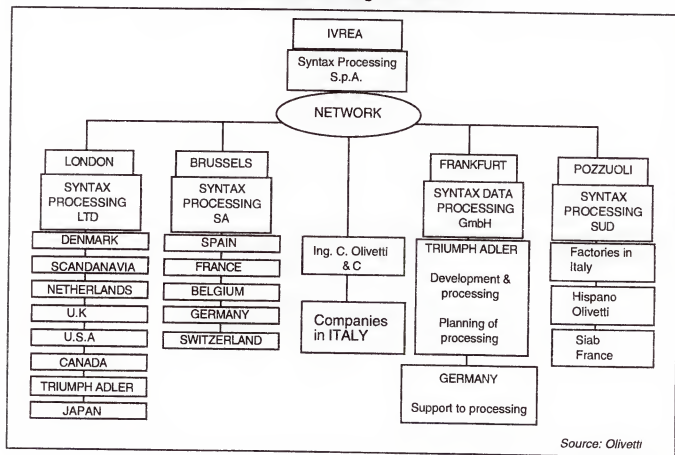 IVREA
Syntax Processing
S.p.A.
NETWORK
LONDON
SYNTAX
PROCESSING
LTD
DENMARK
SCANDANAVIA
NETHERLANDS
U.K
U.S.A
CANADA
TRIUMPH ADLER
JAPAN
BRUSSELS
SYNTAX
PROCESSING
SA
SPAIN
FRANCE
BELGIUM
GERMANY
SWITZERLAND
Ing. C. Olivetti
& C
Companies
in ITALY
FRANKFURT
SYNTAX DATA
PROCESSING
GmbH
TRIUMPH ADLER
Development &
processing
Planning of
processing
GERMANY
Support to processing
POZZUOLI
SYNTAX
PROCESSING
SUD
Factories in
Italy
Hispano
Olivetti
Siab
France
Source: Olivetti